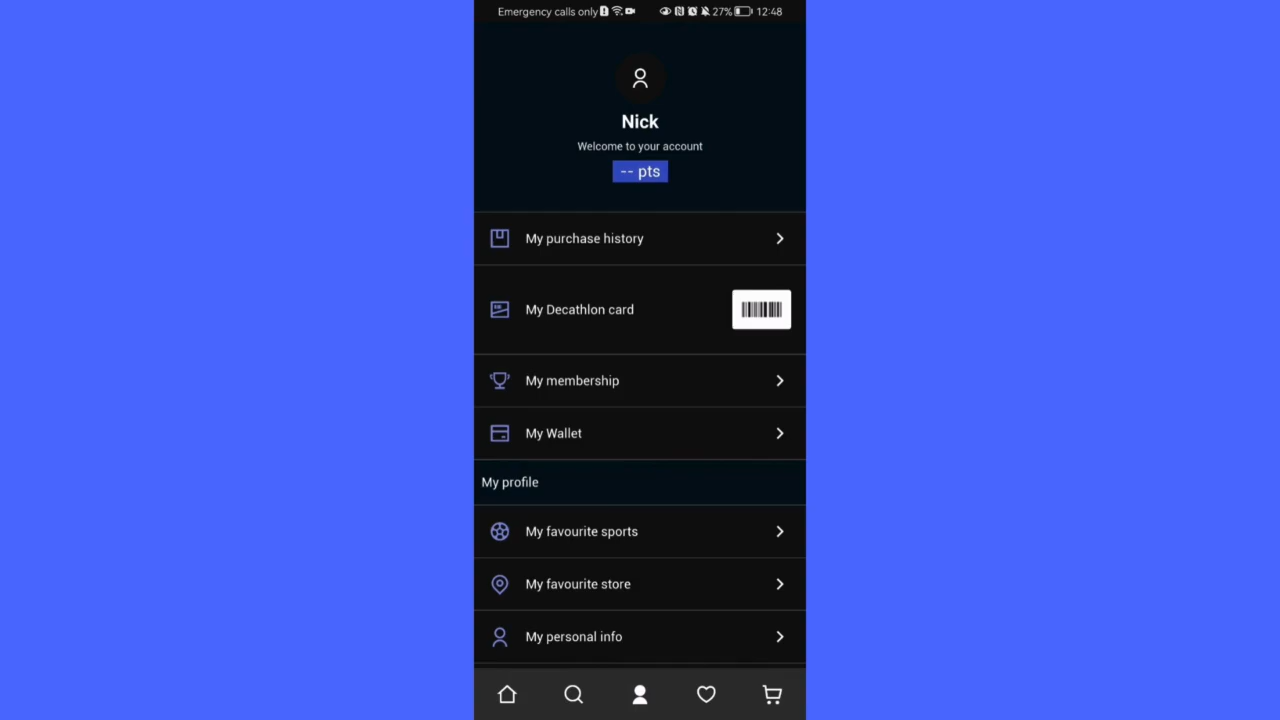 Emergency calls only 27% 12:48
Nick
Welcome to your account
-- pts
My purchase history
My Decathlon card
My membership
My Wallet
My profile
My favourite sports
My favourite store
My personal info